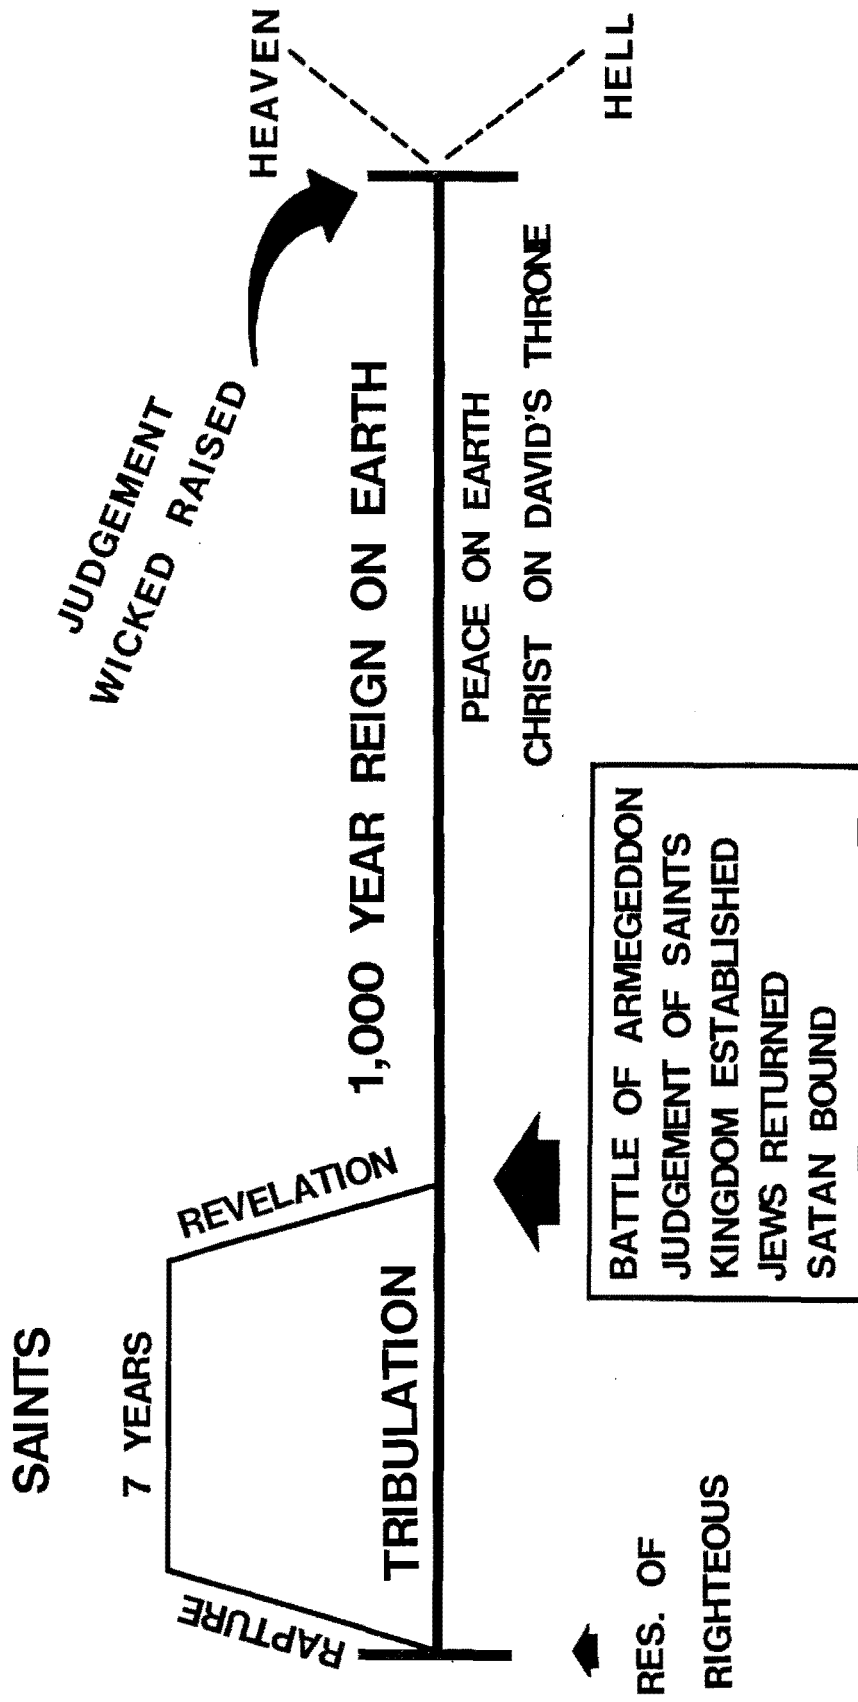 SAINTS
7 YEARS
RAPTURE
REVELATION
TRIBULATION
1,000 YEAR REIGN ON EARTH
JUDGEMENT
WICKED RAISED
HEAVEN
HELL
PEACE ON EARTH
CHRIST ON DAVID'S THRONE
RES. OF
RIGHTEOUS
BATTLE OF ARMEGEDDON
JUDGEMENT OF SAINTS
KINGDOM ESTABLISHED
JEWS RETURNED
SATAN BOUND